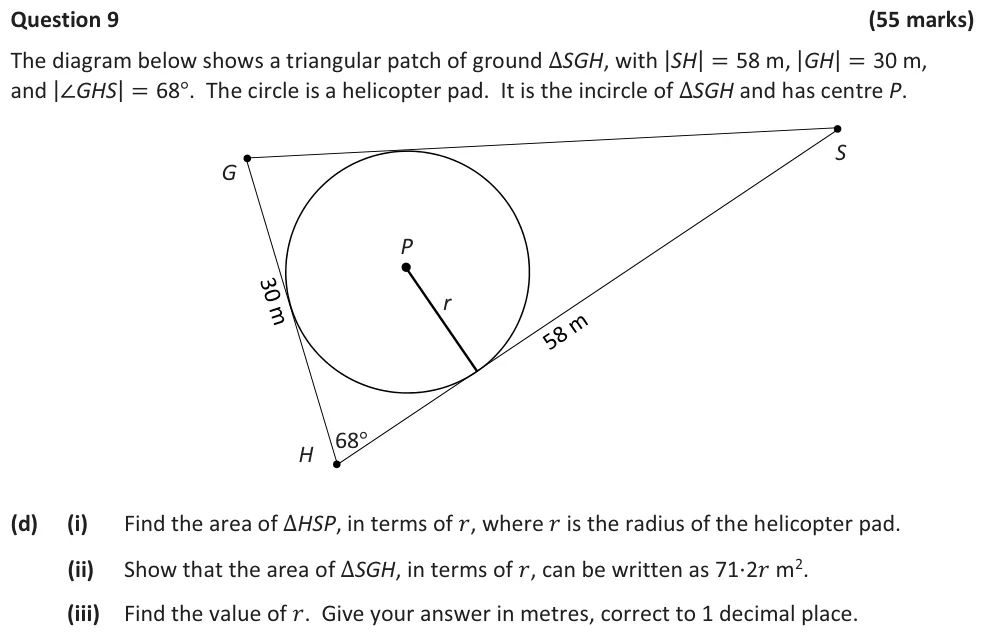 Question 9 (55 marks)
The diagram below shows a triangular patch of ground ΔSGH, with |SH| = 58 m, |GH| = 30 m,
and |∠GHS| = 68°. The circle is a helicopter pad. It is the incircle of ΔSGH and has centre P.
G
S
P
r
30 m
58 m
68°
H
(d) (i) Find the area of ΔHSP, in terms of r, where r is the radius of the helicopter pad.
(ii) Show that the area of ΔSGH, in terms of r, can be written as 71·2r m².
(iii) Find the value of r. Give your answer in metres, correct to 1 decimal place.